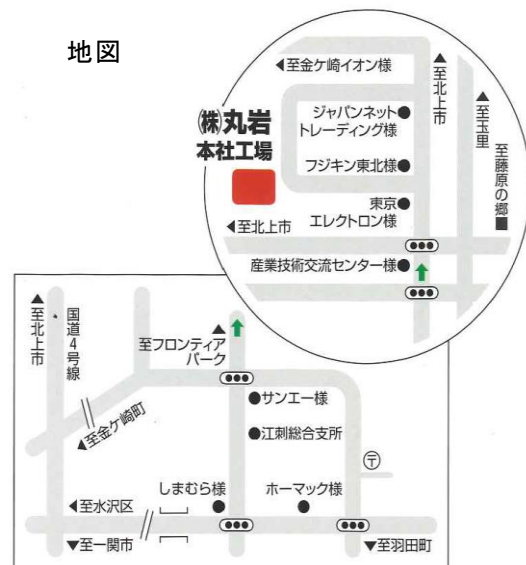 地図
◀至金ケ崎イオン様
▲至北上市
▲至玉里
至藤原の郷■
ジャパンネット
トレーディング様
㈱丸岩
本社工場
フジキン東北様
東京
エレクトロン様
◀至北上市
産業技術交流センター様
▲至北上市
国道4号線
▲
至フロンティア
パーク
◀至金ケ崎町
サンエー様
江刺総合支所
〒
しまむら様
ホーマック様
◀至水沢区
▼至一関市
▼至羽田町